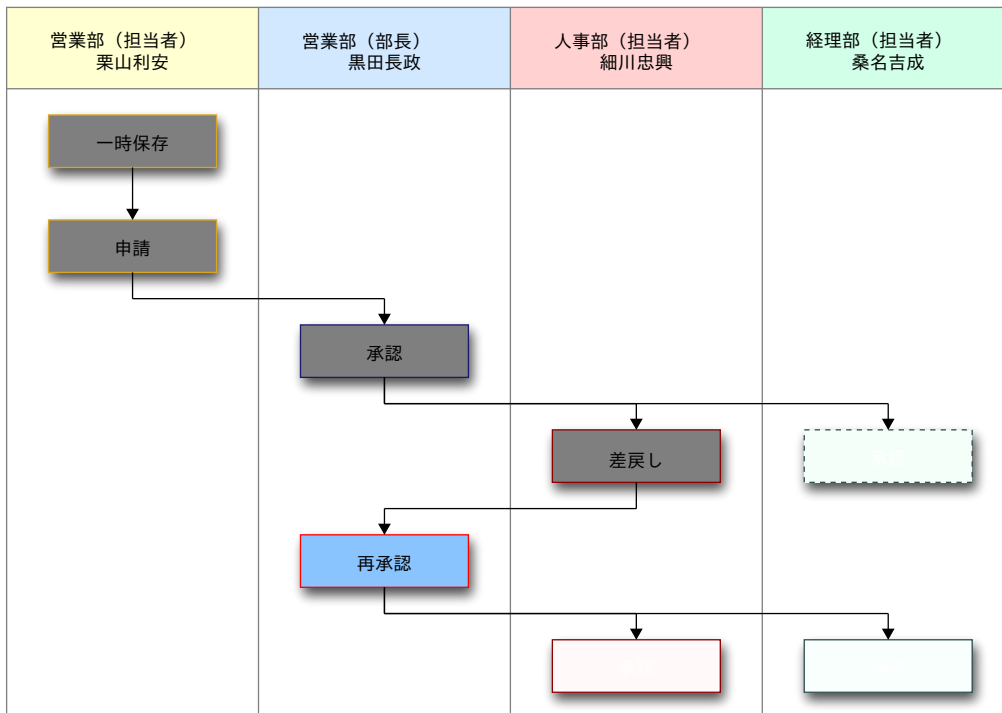 営業部（担当者）
栗山利安
営業部（部長）
黒田長政
人事部（担当者）
細川忠興
経理部（担当者）
桑名吉成
一時保存
申請
承認
差戻し
再承認